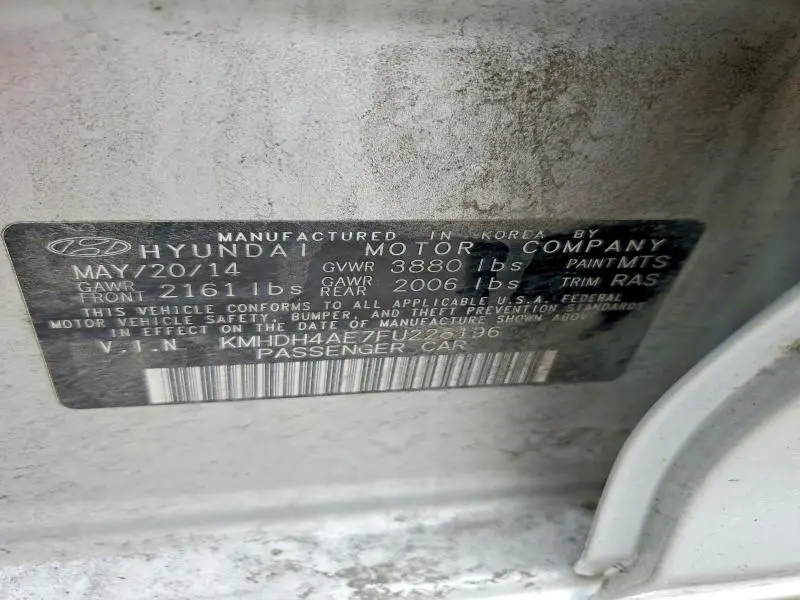 MANUFACTURED IN KOREA BY
HYUNDAI MOTOR COMPANY
MAY/20/14 GVWR 3880 lbs PAINT MTS
GAWR FRONT 2161 lbs GAWR REAR 2006 lbs TRIM RAS
THIS VEHICLE CONFORMS TO ALL APPLICABLE U.S.A. FEDERAL
MOTOR VEHICLE SAFETY, BUMPER, AND THEFT PREVENTION STANDARDS
IN EFFECT ON THE DATE OF MANUFACTURE SHOWN ABOVE
V.I.N
PASSENGER CAR